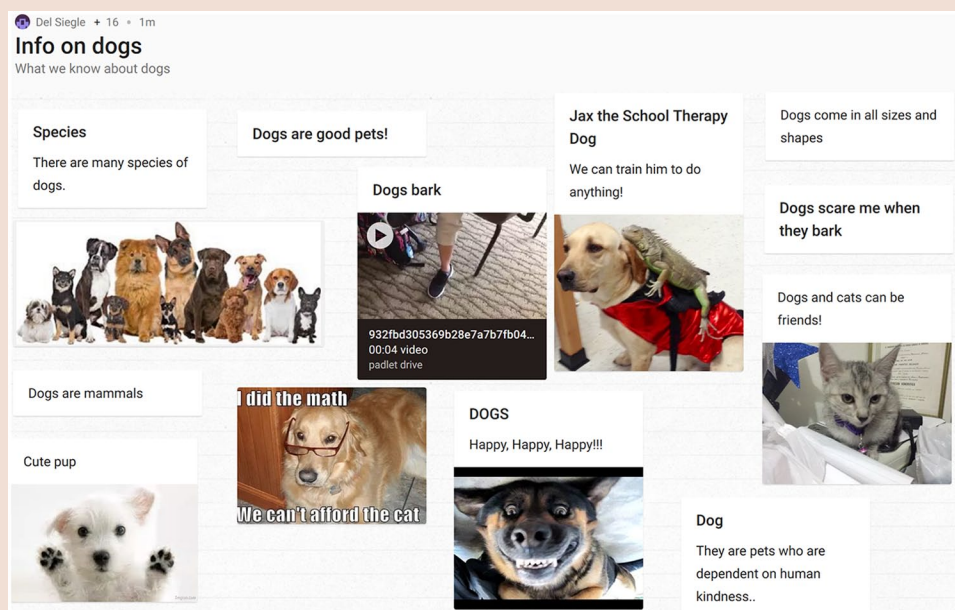 Del Siegle + 16 • 1m
Info on dogs
What we know about dogs
Species
There are many species of
dogs.
Dogs are mammals
Cute pup
Dogs are good pets!
I did the math
We can't afford the cat
Dogs bark
932fbd305369b28e7a7b7fb04...
00:04 video
padlet drive
DOGS
Happy, Happy, Happy!!!
Jax the School Therapy
Dog
We can train him to do
anything!
Dog
They are pets who are
dependent on human
kindness..
Dogs come in all sizes and
shapes
Dogs scare me when
they bark
Dogs and cats can be
friends!